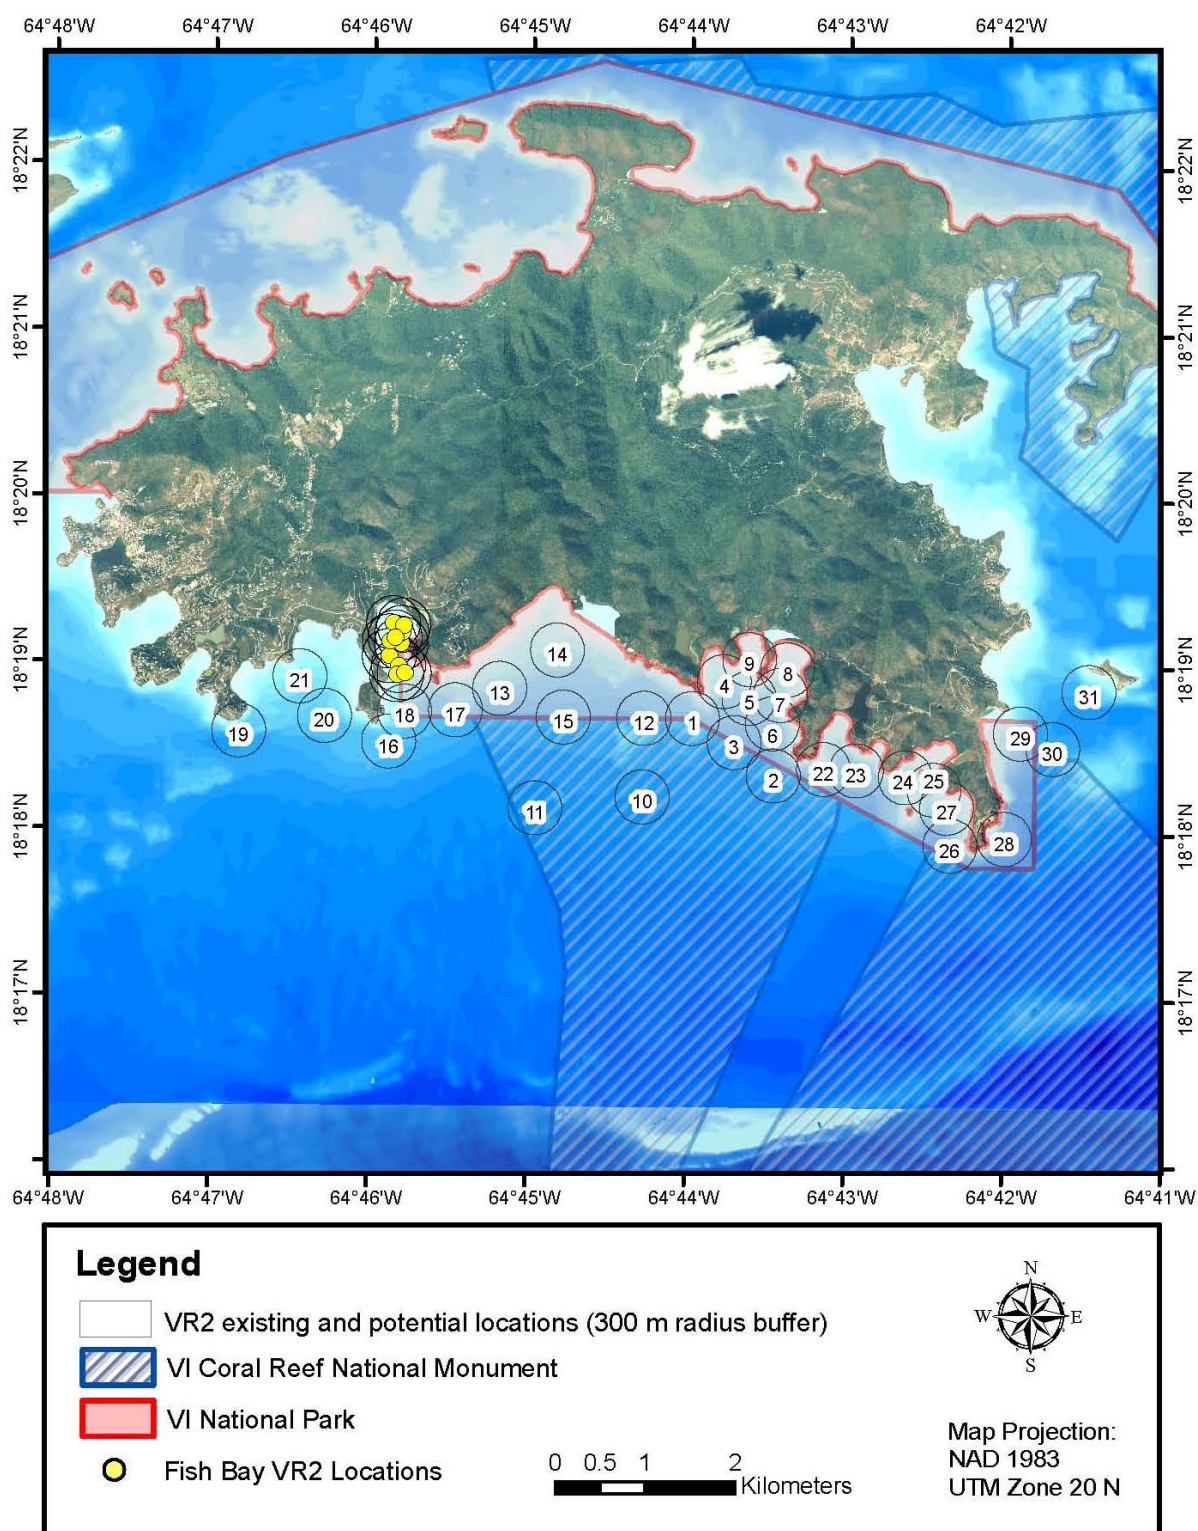 64°48'W 64°47'W 64°46'W 64°45'W 64°44'W 64°43'W 64°42'W
18°22'N 18°22'N
18°21'N 18°21'N
18°20'N 18°20'N
18°19'N 18°19'N
18°18'N 18°18'N
18°17'N 18°17'N
14
9
8
4
21
13
31
5
7
18
17
20
15
12
1
19
6
29
16
3
30
22
23
2
24
25
10
11
27
28
26
64°48'W 64°47'W 64°46'W 64°45'W 64°44'W 64°43'W 64°42'W 64°41'W
Legend
VR2 existing and potential locations (300 m radius buffer)
VI Coral Reef National Monument
VI National Park
Fish Bay VR2 Locations
0 0.5 1 2
Kilometers
N
W E
S
Map Projection:
NAD 1983
UTM Zone 20 N